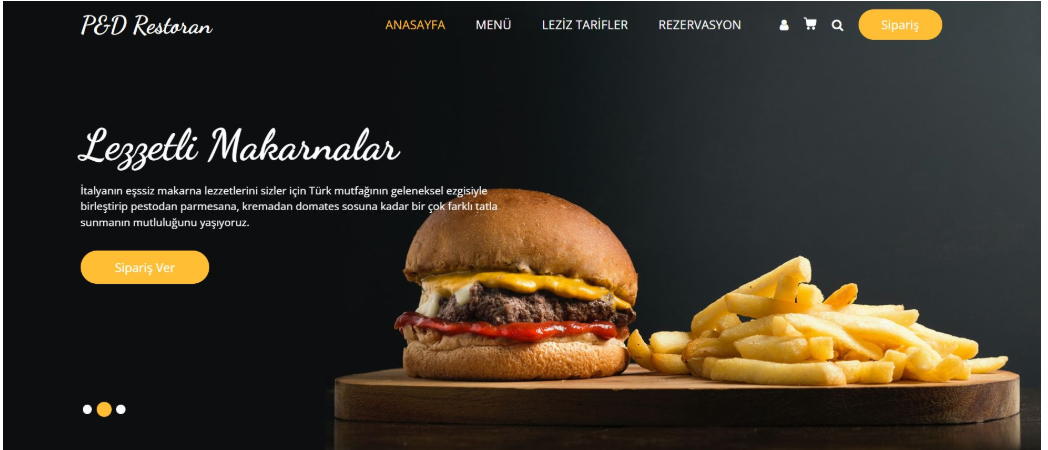 P&D Restoran
ANASAYFA MENÜ LEZİZ TARİFLER REZERVASYON Sipariş
Lezzetli Makarnalar
İtalyanın eşssiz makarna lezzetlerini sizler için Türk mutfağının geleneksel ezgisiyle
birleştirip pestodan parmesana, kremadan domates sosuna kadar bir çok farklı tatla
sunmanın mutluluğunu yaşıyoruz.
Sipariş Ver